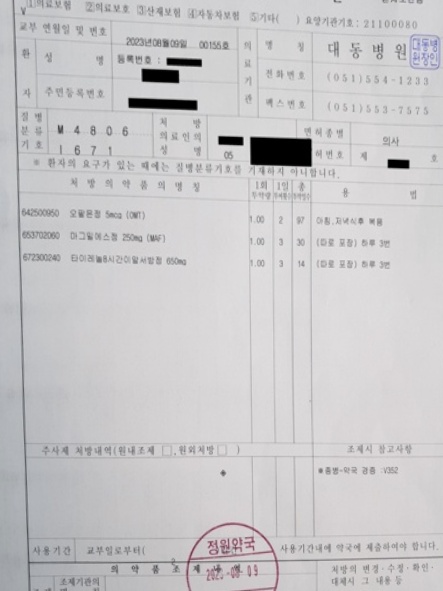 ①의료보험 ②의료보호 ③산재보험 ④자동차보험 ⑤기타( ) 요양기관기호: 21100080
교부 연월일 및 번호 2023년08월09일 00155호
환자 성명 등록번호 :
주민등록번호
의료기관 명칭 대동병원
대동병원장인
전화번호 (051)554-1233
팩스번호 (051)553-7575
질병분류기호 M4806
I671
처방의료인의 성명 05
면허종명 의사
면허번호 제 호
※ 환자의 요구가 있는 때에는 질병분류기호를 기재하지 아니합니다.
처방의약품의 명칭 1회투약량 1일투여횟수 총투약일수 용법
642500950 오팔몬정 5mcg (OMT) 1.00 2 97 아침,저녁식후 복용
653702060 마그밀에스정 250mg (MAF) 1.00 3 30 (따로 포장) 하루 3번
672300240 타이레놀8시간이알서방정 650mg 1.00 3 14 (따로 포장) 하루 3번
주사제 처방내역(원내조제 □, 원외처방 □) 조제시 참고사항
※종병-약국 경증 :V352
사용기간 교부일로부터( 사용기간내에 약국에 제출하여야 합니다.
정원약국
2023-08-09
의약품조제내역
조제기관의
처방의 변경·수정·확인·
대체시 그 내용 등